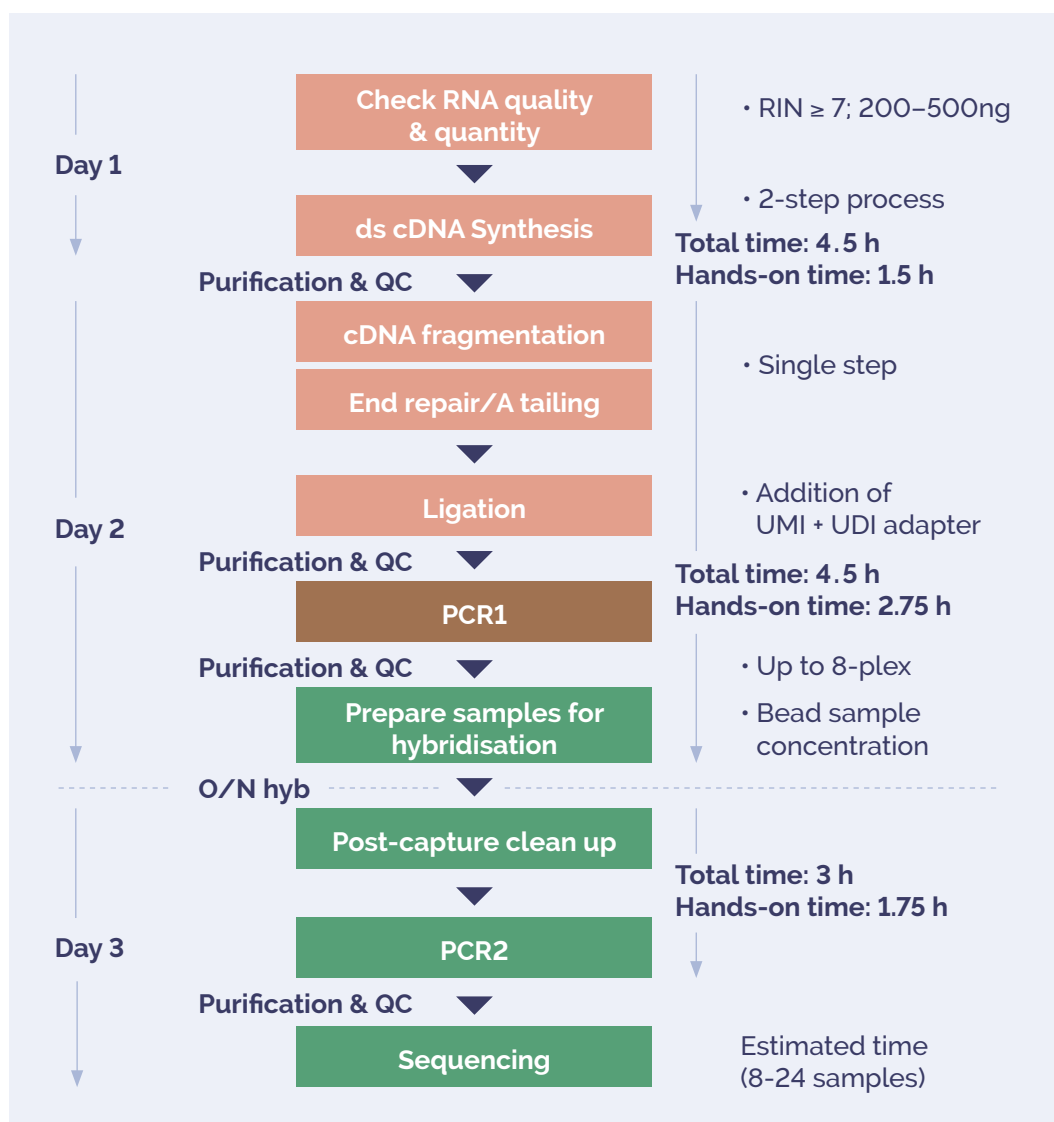 Check RNA quality
& quantity
• RIN ≥ 7; 200–500ng
Day 1
ds cDNA Synthesis
• 2-step process
Total time: 4.5 h
Hands-on time: 1.5 h
Purification & QC
cDNA fragmentation
• Single step
End repair/A tailing
Ligation
• Addition of
UMI + UDI adapter
Day 2
Purification & QC
Total time: 4.5 h
Hands-on time: 2.75 h
PCR1
Purification & QC
• Up to 8-plex
Prepare samples for
hybridisation
• Bead sample
concentration
O/N hyb
Post-capture clean up
Total time: 3 h
Hands-on time: 1.75 h
Day 3
PCR2
Purification & QC
Sequencing
Estimated time
(8-24 samples)